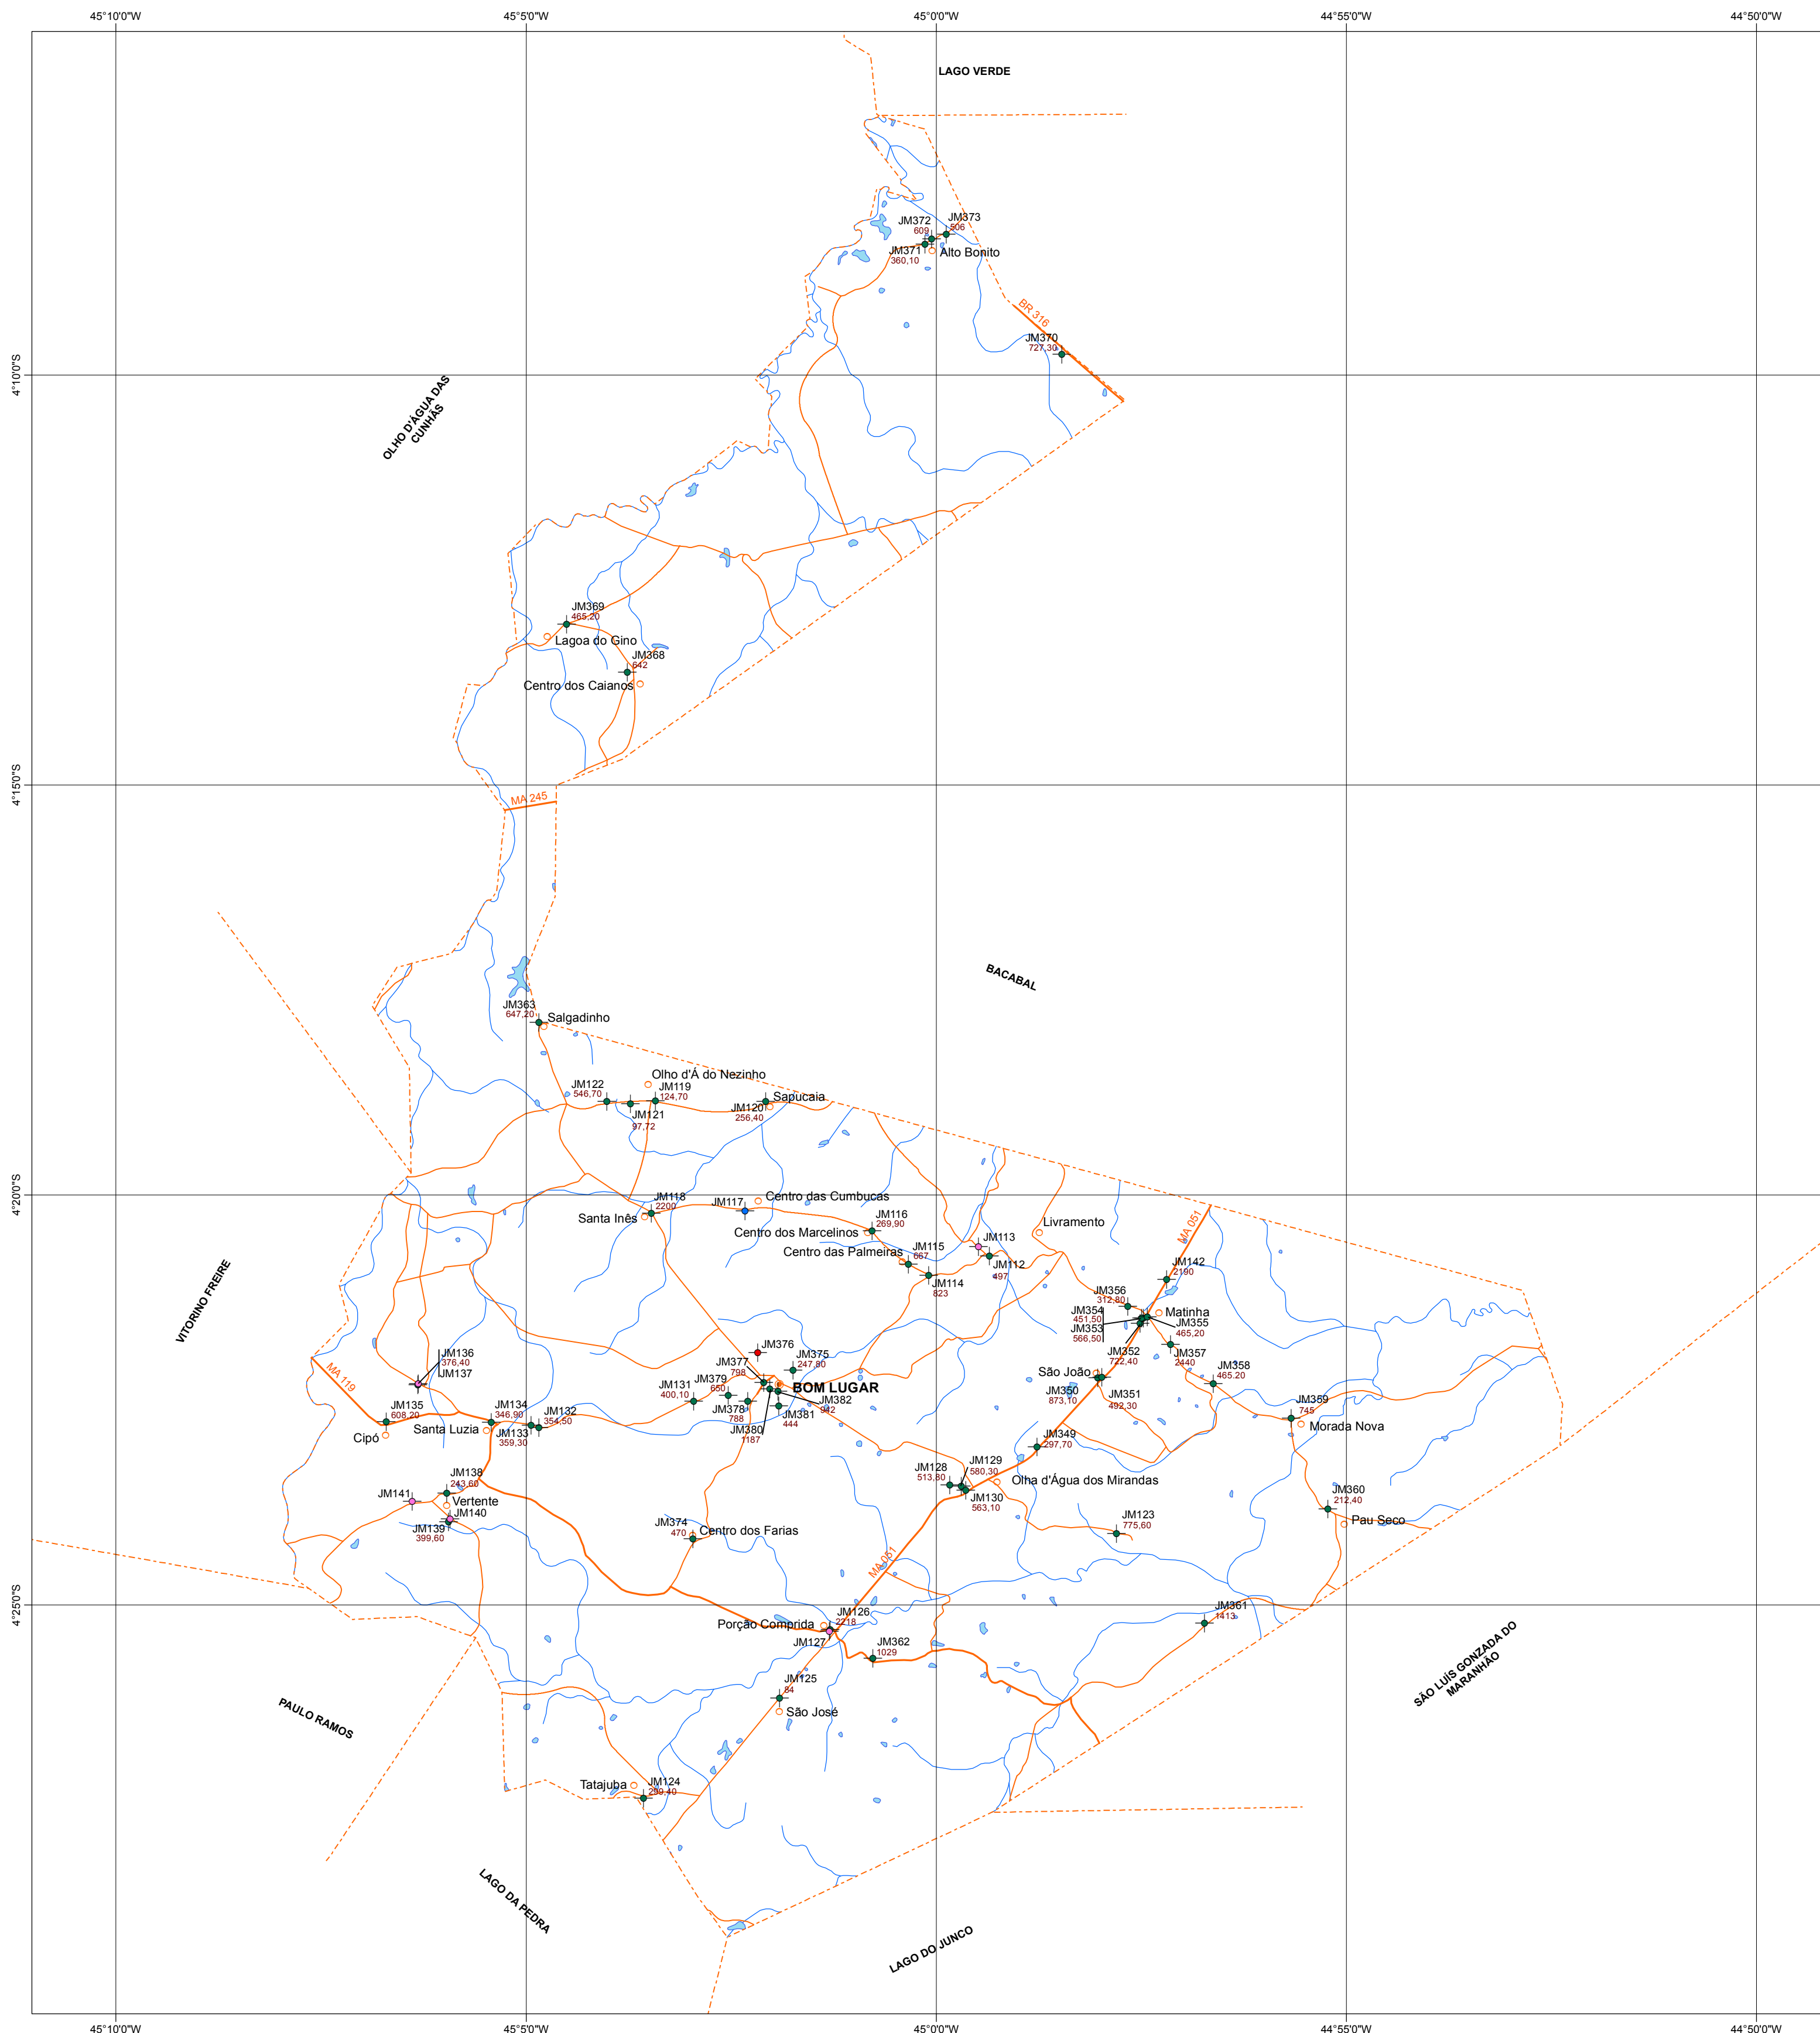 45°10'0"W
45°5'0"W
45°0'0"W
44°55'0"W
44°50'0"W
LAGO VERDE
JM372
609
JM373
506
JM371
360,10
Alto Bonito
BR 316
JM370
727,30
4°10'0"S
OLHO D'ÁGUA DAS
CUNHÃS
JM369
465,20
Lagoa do Gino
JM368
642
Centro dos Caianos
4°15'0"S
MA 245
BACABAL
JM363
647,20
Salgadinho
Olho d'Á do Nezinho
JM122
546,70
JM119
124,70
JM121
97,72
JM120
256,40
Sapucaia
4°20'0"S
JM118
2200
Santa Inês
JM117
Centro das Cumbucas
JM116
269,90
Centro dos Marcelinos
Centro das Palmeiras
JM115
667
JM114
823
JM113
JM112
497
Livramento
MA 051
JM142
2190
VITORINO FREIRE
JM356
312,80
Matinha
JM354
451,50
JM353
566,50
JM355
465,20
JM352
722,40
JM357
2440
JM358
465.20
São João
JM350
873,10
JM351
492,30
JM376
JM375
247,80
JM377
798
JM379
650
BOM LUGAR
JM131
400,10
JM378
788
JM382
942
JM381
444
JM380
1187
JM136
376,40
JM137
MA 119
JM135
608,20
Cipó
JM134
346,90
Santa Luzia
JM132
354,50
JM133
359,30
JM359
745
Morada Nova
JM349
297,70
JM128
513,80
JM129
580,30
Olha d'Água dos Mirandas
JM130
563,10
JM138
243,60
JM141
Vertente
JM140
JM139
399,60
JM374
470
Centro dos Farias
JM123
775,60
JM360
212,40
Pau Seco
MA 051
4°25'0"S
JM126
2218
Porção Comprida
JM127
JM362
1029
JM361
1413
JM125
84
São José
PAULO RAMOS
SÃO LUÍS GONZADA DO
MARANHÃO
Tatajuba
JM124
299.40
LAGO DA PEDRA
LAGO DO JUNCO
45°10'0"W
45°5'0"W
45°0'0"W
44°55'0"W
44°50'0"W